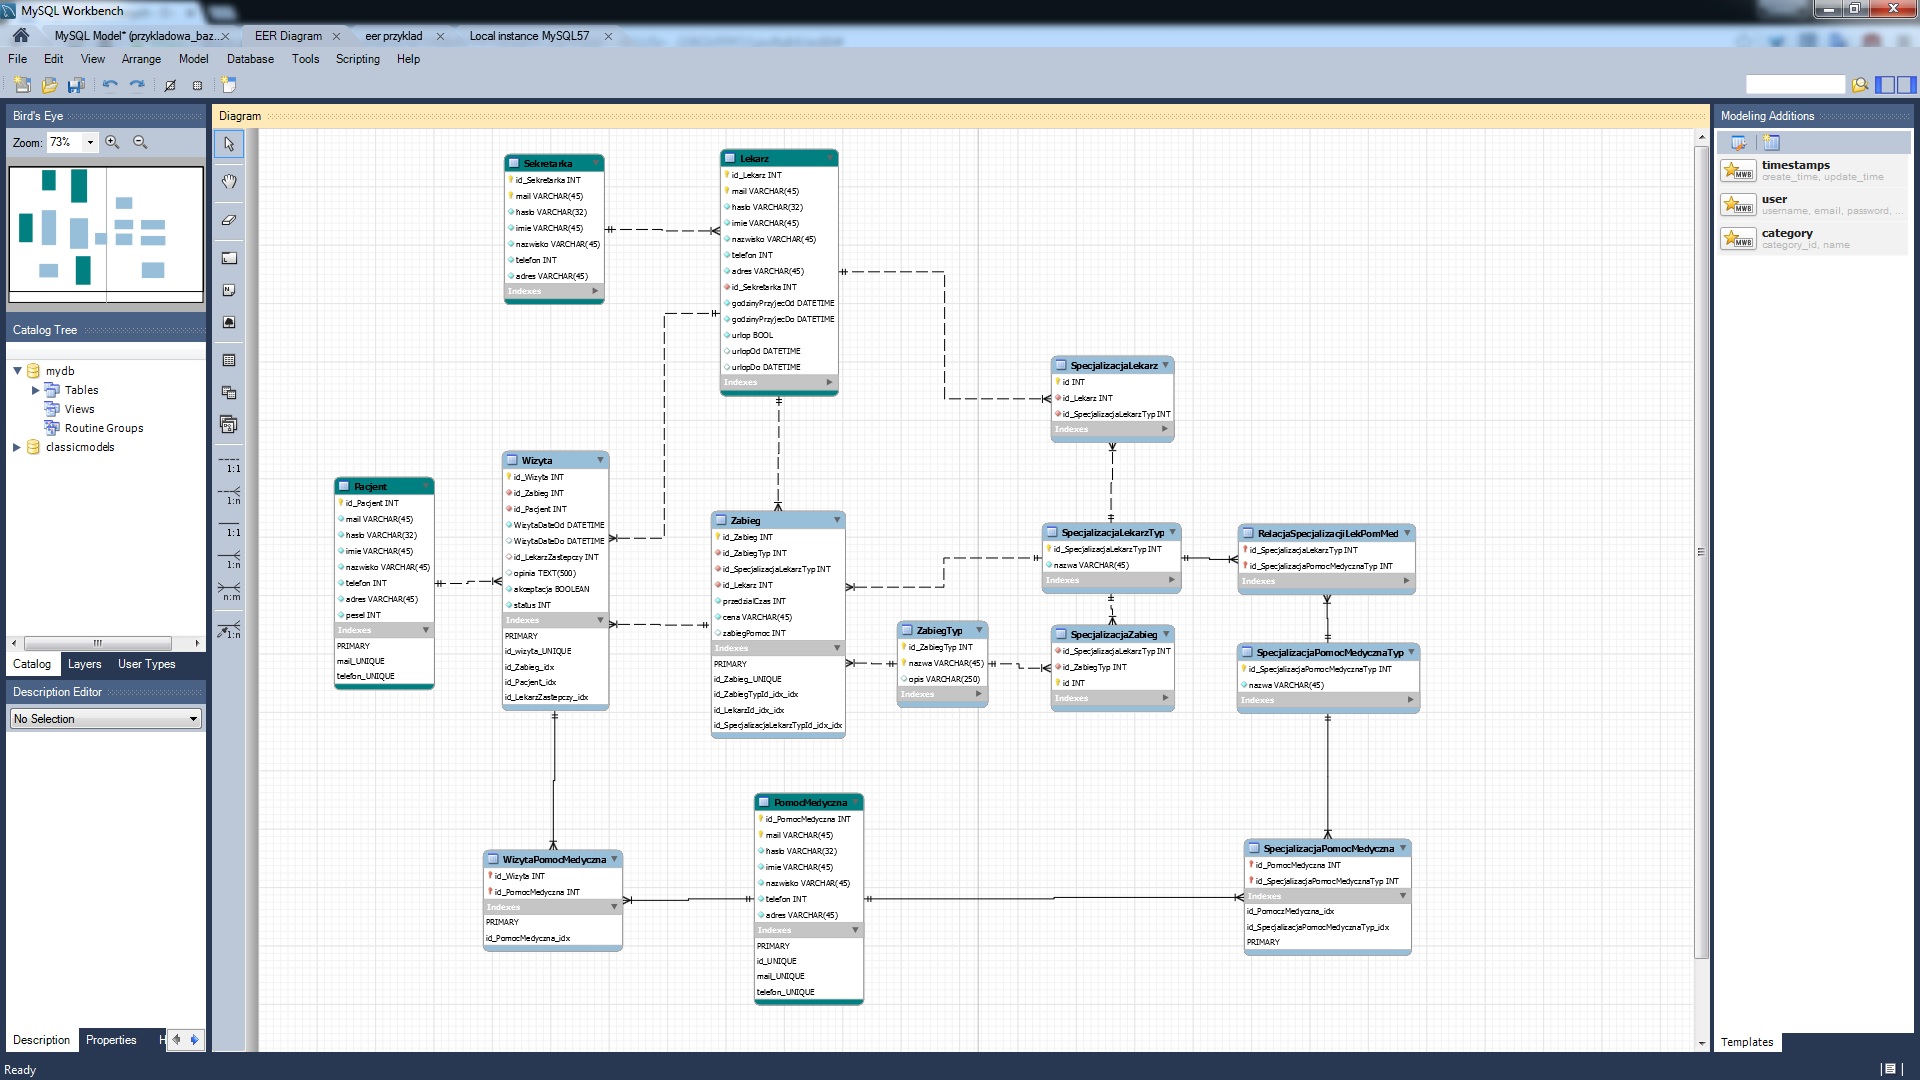 MySQL Workbench
MySQL Model* (przykladowa_baz...
EER Diagram
eer przyklad
Local instance MySQL57
File Edit View Arrange Model Database Tools Scripting Help
Bird's Eye
Zoom: 73%
Catalog Tree
mydb
Tables
Views
Routine Groups
classicmodels
Catalog Layers User Types
Description Editor
No Selection
Description Properties H
Ready
1:1
1:n
1:1
1:n
n:m
1:n
Diagram
Sekretarka
id_Sekretarka INT
mail VARCHAR(45)
haslo VARCHAR(32)
imie VARCHAR(45)
nazwisko VARCHAR(45)
telefon INT
adres VARCHAR(45)
Indexes
Lekarz
id_Lekarz INT
mail VARCHAR(45)
haslo VARCHAR(32)
imie VARCHAR(45)
nazwisko VARCHAR(45)
telefon INT
adres VARCHAR(45)
id_Sekretarka INT
godzinyPrzyjecOd DATETIME
godzinyPrzyjecDo DATETIME
urlop BOOL
urlopOd DATETIME
urlopDo DATETIME
Indexes
SpecjalizacjaLekarz
id INT
id_Lekarz INT
id_SpecjalizacjaLekarzTyp INT
Indexes
Pacjent
id_Pacjent INT
mail VARCHAR(45)
haslo VARCHAR(32)
imie VARCHAR(45)
nazwisko VARCHAR(45)
telefon INT
adres VARCHAR(45)
pesel INT
Indexes
PRIMARY
mail_UNIQUE
telefon_UNIQUE
Wizyta
id_Wizyta INT
id_Zabieg INT
id_Pacjent INT
WizytaDateOd DATETIME
WizytaDateDo DATETIME
id_LekarzZastepczy INT
opinia TEXT(500)
akceptacja BOOLEAN
status INT
Indexes
PRIMARY
id_wizyta_UNIQUE
id_Zabieg_idx
id_Pacjent_idx
id_LekarzZastepczy_idx
Zabieg
id_Zabieg INT
id_ZabiegTyp INT
id_SpecjalizacjaLekarzTyp INT
id_Lekarz INT
przedzialCzas INT
cena VARCHAR(45)
zabiegPomoc INT
Indexes
PRIMARY
id_Zabieg_UNIQUE
id_ZabiegTypId_idx_idx
id_LekarzId_idx_idx
id_SpecjalizacjaLekarzTypId_idx_idx
ZabiegTyp
id_ZabiegTyp INT
nazwa VARCHAR(45)
opis VARCHAR(250)
Indexes
SpecjalizacjaLekarzTyp
id_SpecjalizacjaLekarzTyp INT
nazwa VARCHAR(45)
Indexes
SpecjalizacjaZabieg
id_SpecjalizacjaLekarzTyp INT
id_ZabiegTyp INT
id INT
Indexes
RelacjaSpecjalizacjiLekPomMed
id_SpecjalizacjaLekarzTyp INT
id_SpecjalizacjaPomocMedycznaTyp INT
Indexes
SpecjalizacjaPomocMedycznaTyp
id_SpecjalizacjaPomocMedycznaTyp INT
nazwa VARCHAR(45)
Indexes
WizytaPomocMedyczna
id_Wizyta INT
id_PomocMedyczna INT
Indexes
PRIMARY
id_PomocMedyczna_idx
PomocMedyczna
id_PomocMedyczna INT
mail VARCHAR(45)
haslo VARCHAR(32)
imie VARCHAR(45)
nazwisko VARCHAR(45)
telefon INT
adres VARCHAR(45)
Indexes
PRIMARY
id_UNIQUE
mail_UNIQUE
telefon_UNIQUE
SpecjalizacjaPomocMedyczna
id_PomocMedyczna INT
id_SpecjalizacjaPomocMedycznaTyp INT
Indexes
id_PomoczMedyczna_idx
id_SpecjalizacjaPomocMedycznaTyp_idx
PRIMARY
Modeling Additions
timestamps
create_time, update_time
user
username, email, password, ...
category
category_id, name
Templates